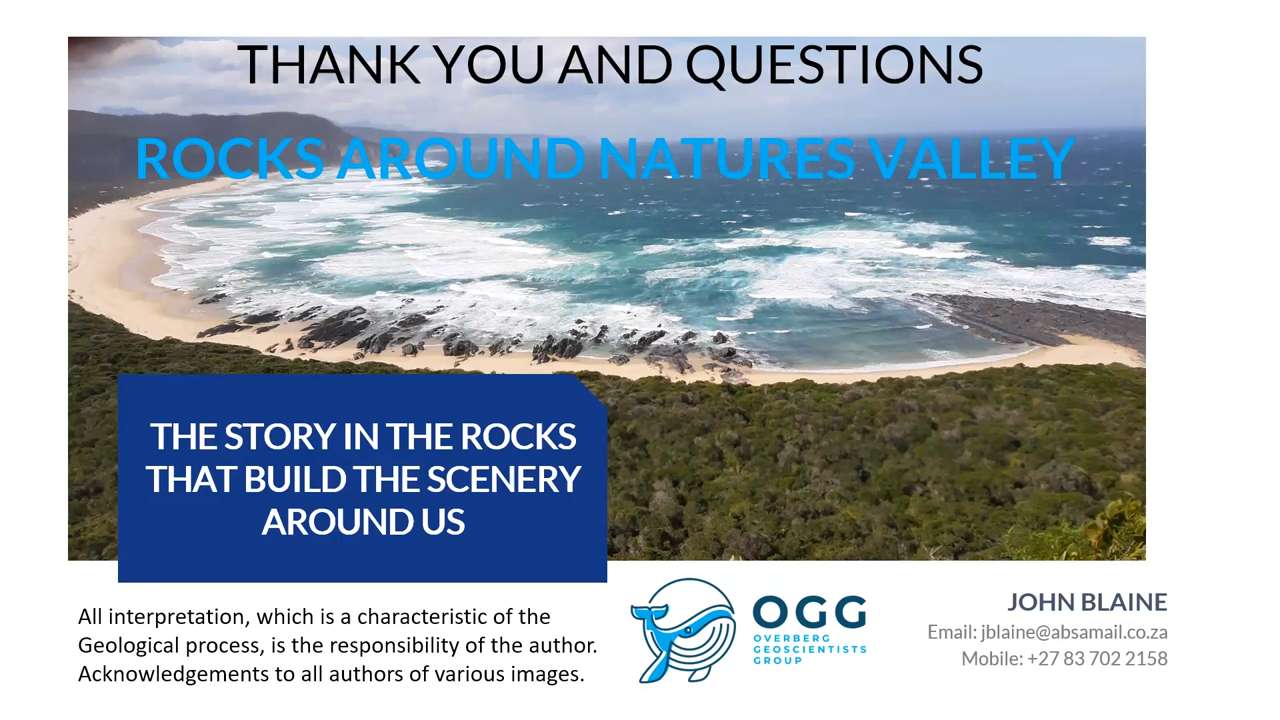 THANK YOU AND QUESTIONS
ROCKS AROUND NATURES VALLEY
THE STORY IN THE ROCKS
THAT BUILD THE SCENERY
AROUND US
All interpretation, which is a characteristic of the
Geological process, is the responsibility of the author.
Acknowledgements to all authors of various images.
OGG
OVERBERG
GEOSCIENTISTS
GROUP
JOHN BLAINE
Email: jblaine@absamail.co.za
Mobile: +27 83 702 2158